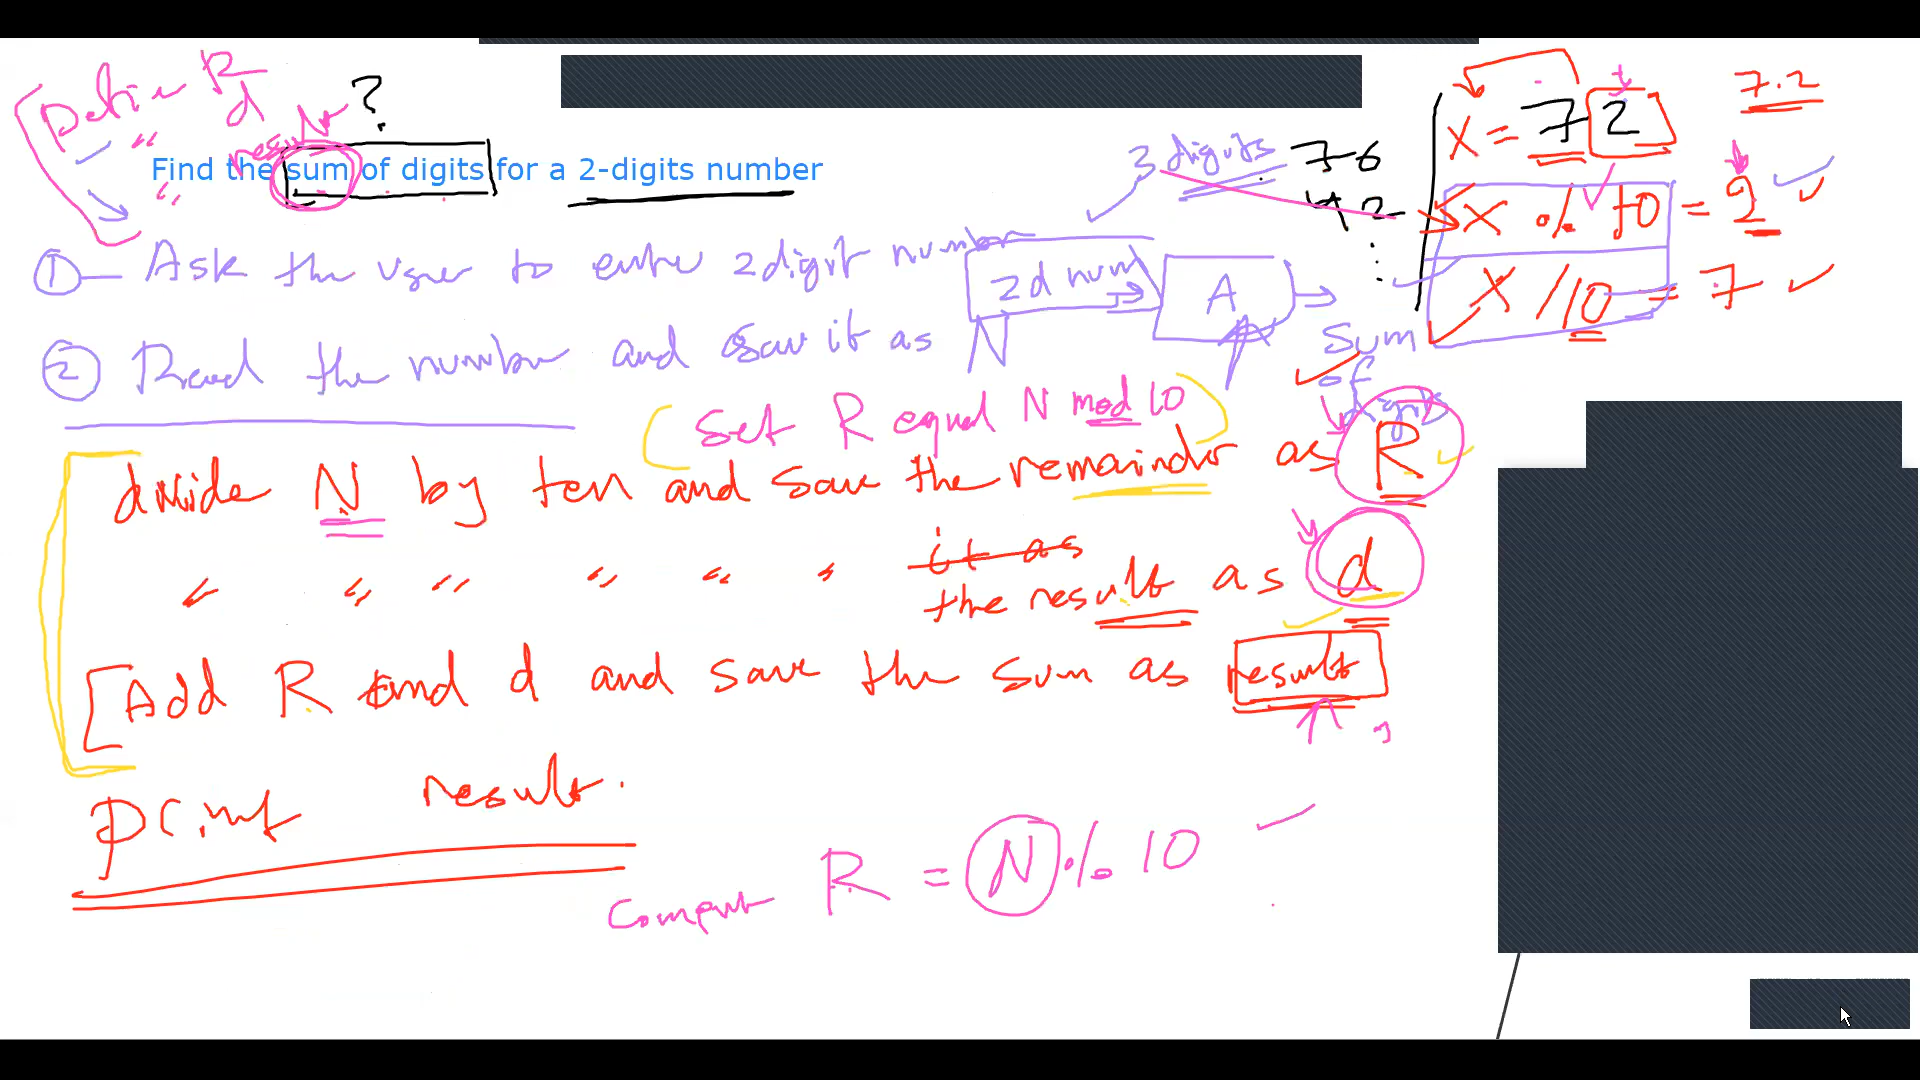 Define R
d
" N
" result
?
Find the sum of digits for a 2-digits number
3 digits
76
42
x = 72
7.2
x % 10 = 2
x / 10 = 7
① Ask the user to enter 2 digit number
2d num
A
Sum
of
digits
② Read the number and save it as N
Set R equal N mod 10
divide N by ten and save the remainder as R
" " " " " " it as
the result as d
Add R and d and save the sum as result
print result.
Comput R = N % 10